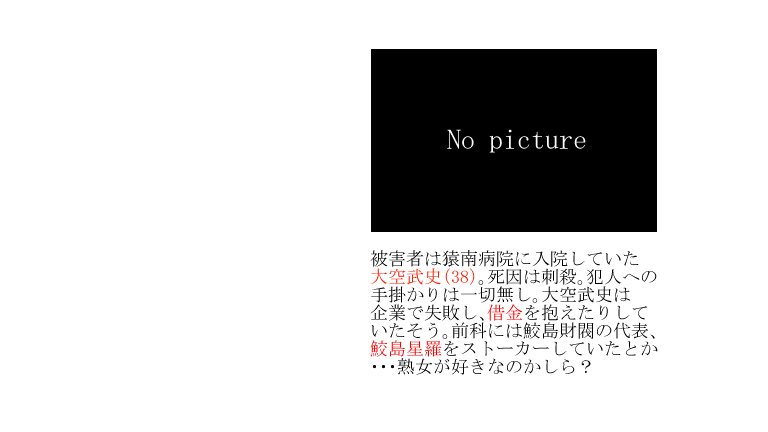 No picture
被害者は猿南病院に入院していた
大空武史(38)。死因は刺殺。犯人への
手掛かりは一切無し。大空武史は
企業で失敗し、借金を抱えたりして
いたそう。前科には鮫島財閥の代表、
鮫島星羅をストーカーしていたとか
･･･熟女が好きなのかしら？